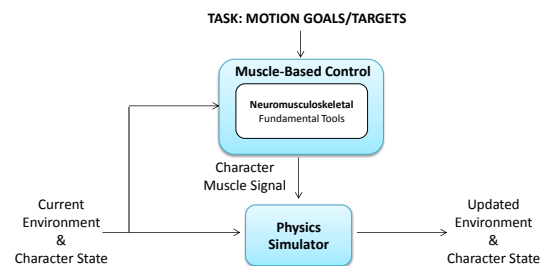 TASK: MOTION GOALS/TARGETS
Muscle-Based Control
Neuromusculoskeletal
Fundamental Tools
Character
Muscle Signal
Current
Environment
&
Character State
Physics
Simulator
Updated
Environment
&
Character State